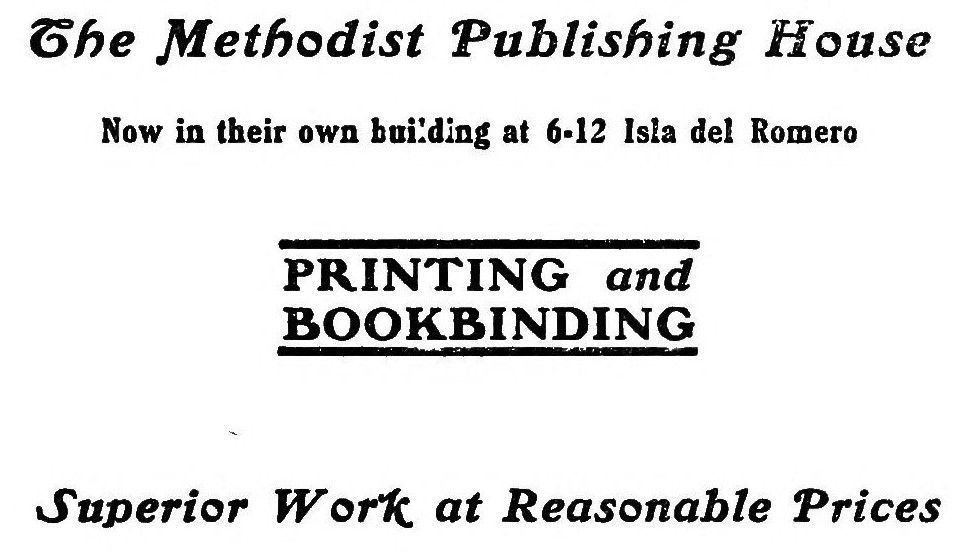 The Methodist Publishing House
Now in their own building at 6-12 Isla del Romero
PRINTING and
BOOKBINDING
Superior Work at Reasonable Prices